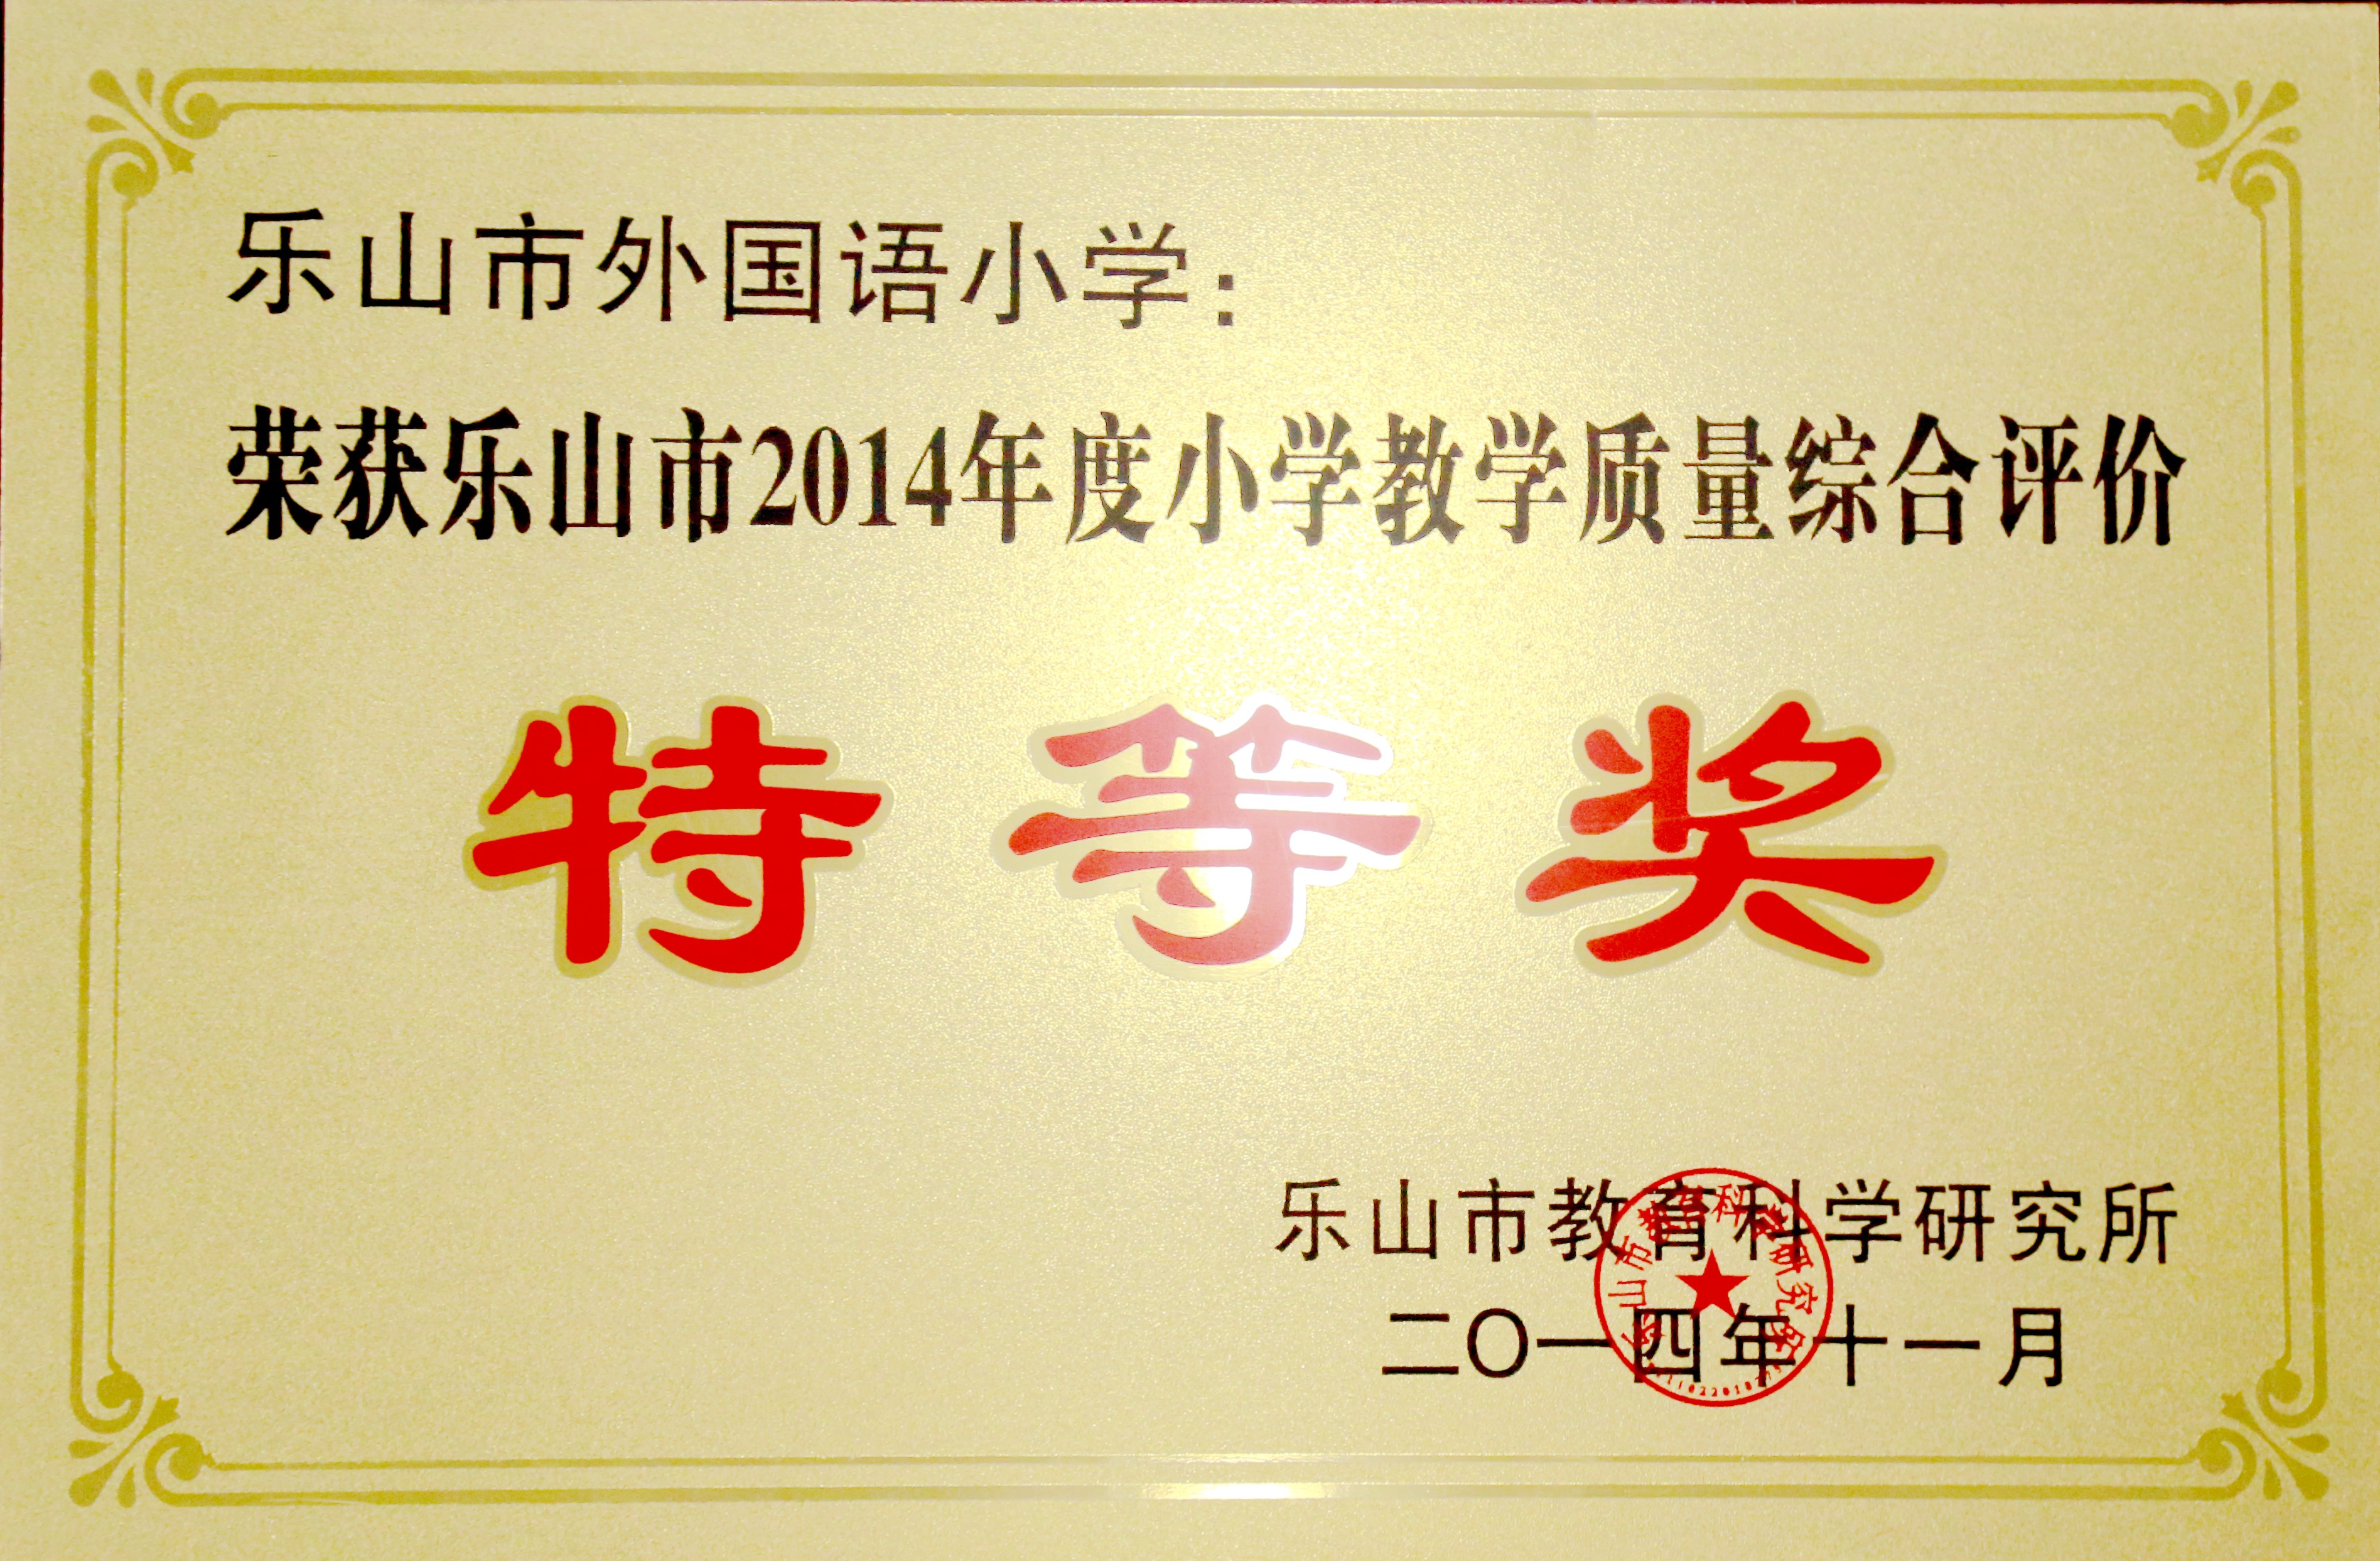 乐山市外国语小学：
荣获乐山市2014年度小学教学质量综合评价
特等奖
乐山市教育科学研究所
二〇一四年十一月